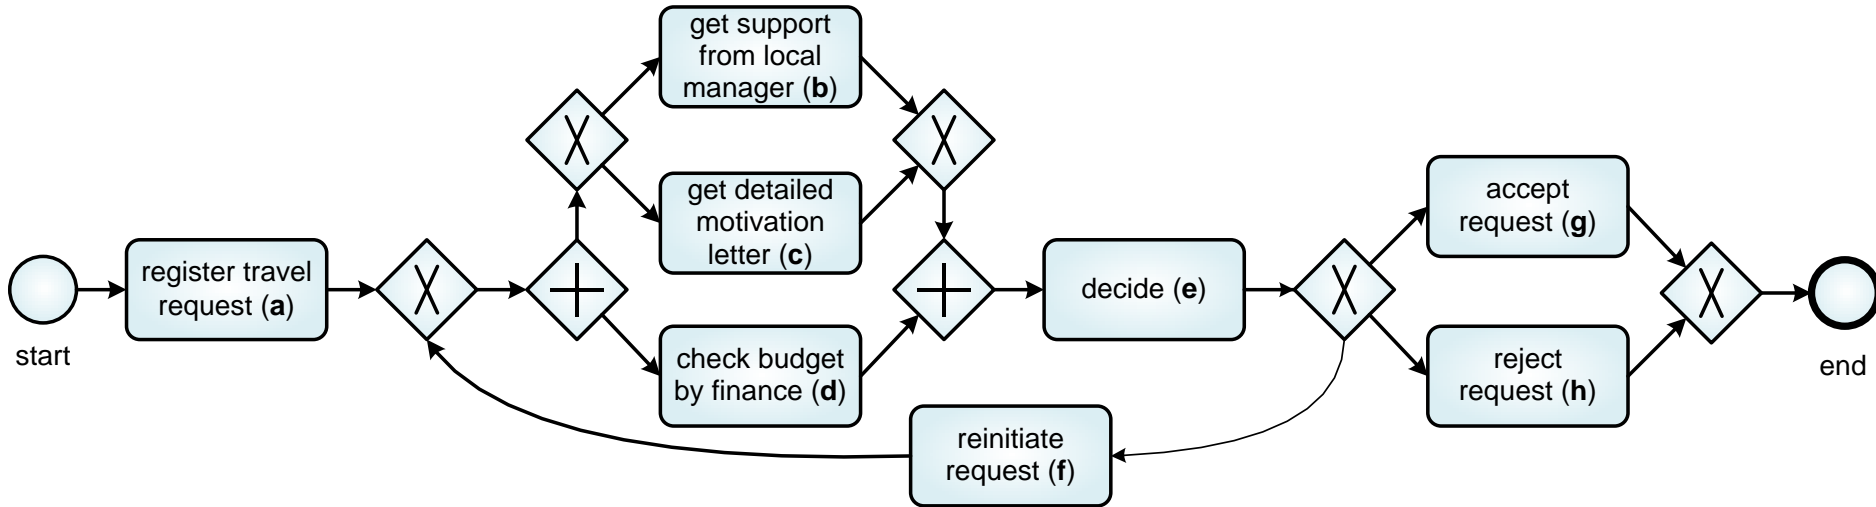 start
register travel
request (a)
get support
from local
manager (b)
get detailed
motivation
letter (c)
check budget
by finance (d)
decide (e)
reinitiate
request (f)
accept
request (g)
reject
request (h)
end